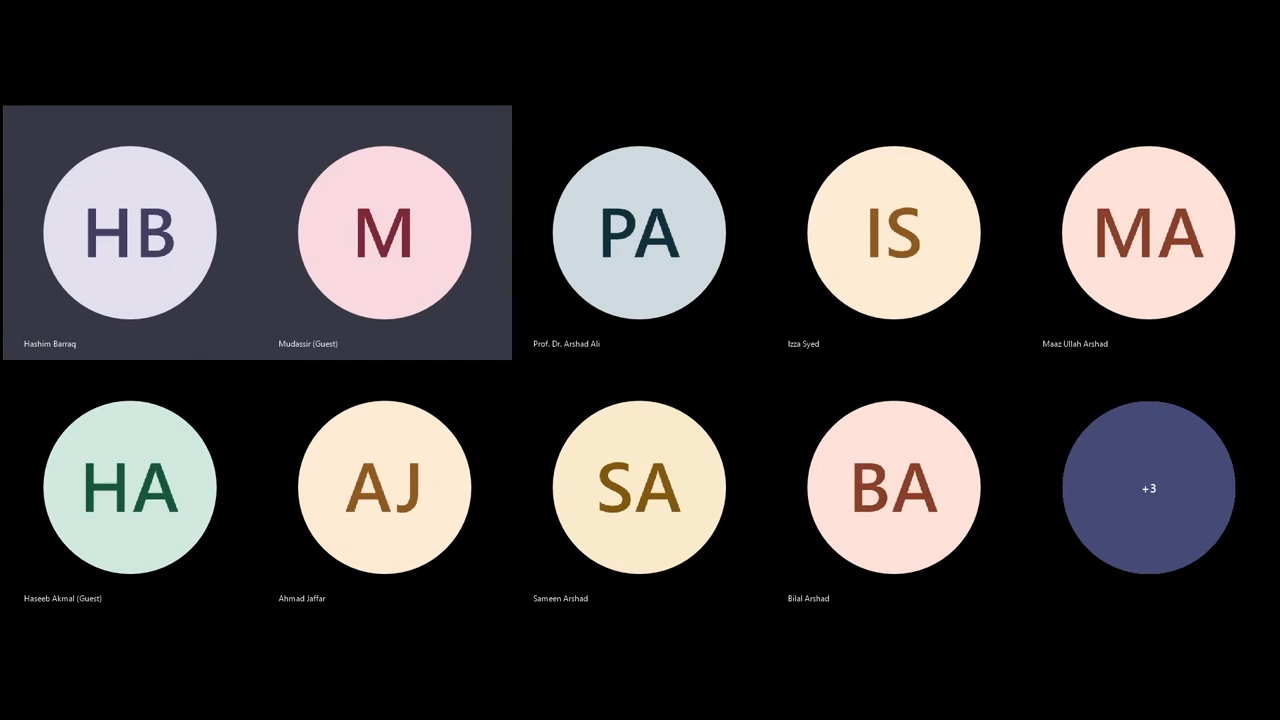 HB
M
PA
IS
MA
Hashim Barraq
Mudassir (Guest)
Prof. Dr. Arshad Ali
Izza Syed
Maaz Ullah Arshad
HA
AJ
SA
BA
+3
Haseeb Akmal (Guest)
Ahmad Jaffar
Sameen Arshad
Bilal Arshad